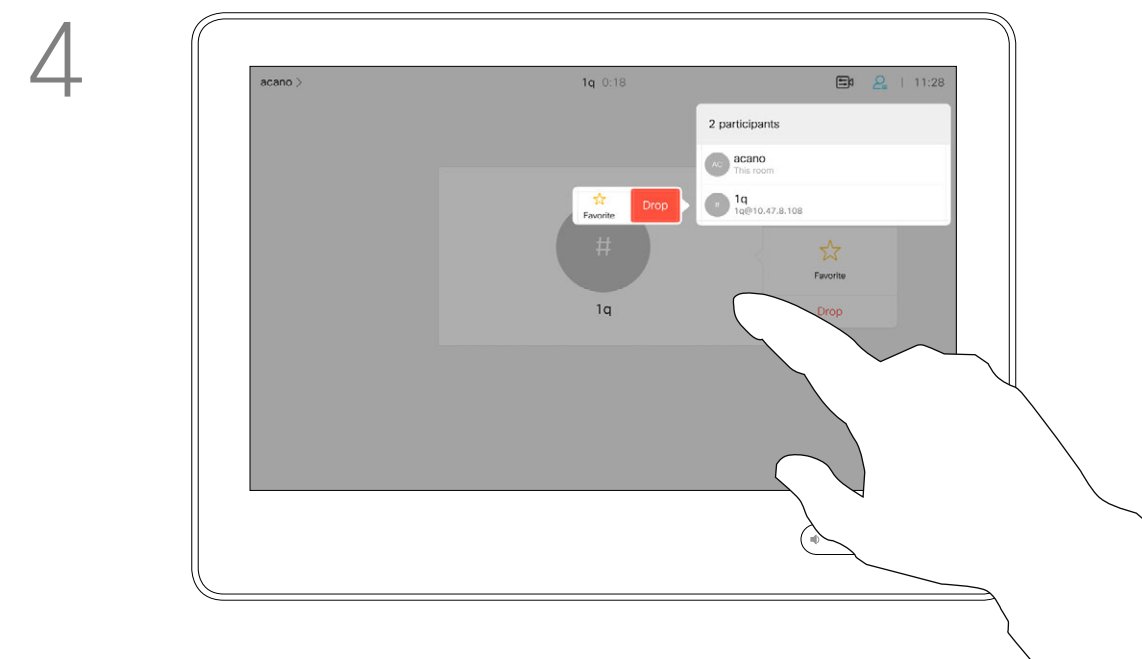 4
acano >
1q 0:18
11:28
2 participants
AC
acano
This room
#
1q
1q@10.47.8.108
Favorite
Drop
#
1q
Favorite
Drop